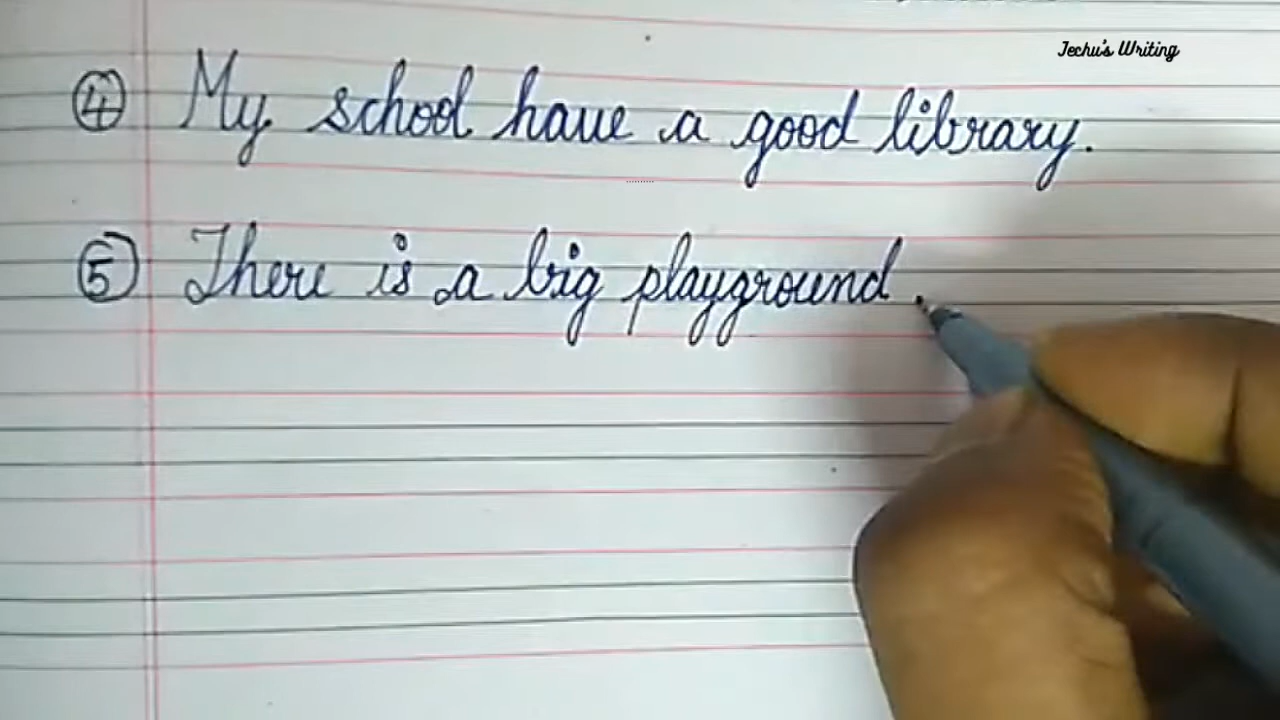 Jechu's Writing
④ My school have a good library.
⑤ There is a big playground.